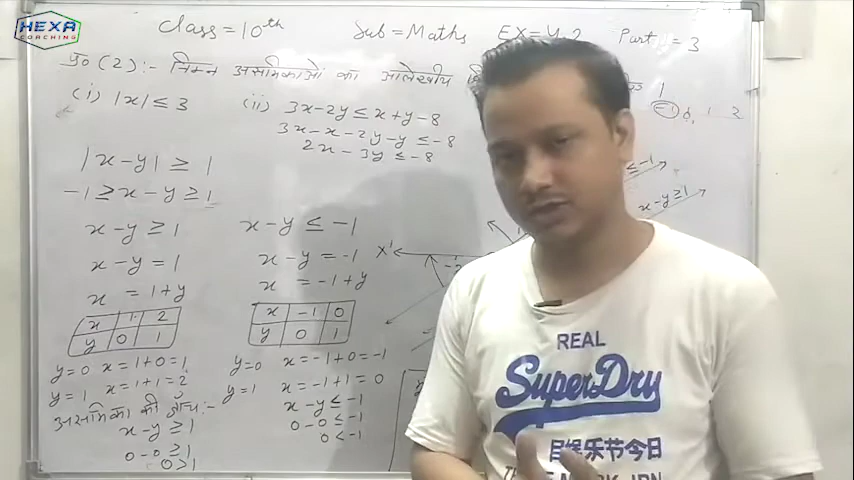 HEXA
COACHING
Class = 10th Sub = Maths EX = 4.2 Part = 3
प्र० (2) :- निम्न असमिकाओं का आलेखीय
(i) |x| ≤ 3 (ii) 3x-2y ≤ x+y-8
3x-x-2y-y ≤ -8
2x-3y ≤ -8
|x-y| ≥ 1
-1 ≥ x-y ≥ 1
x-y ≥ 1
x-y = 1
x = 1+y
x 1 2
y 0 1
y=0 x=1+0=1
y=1 x=1+1=2
असमिका की जाँच:-
x-y ≥ 1
0-0 ≥ 1
0>1
x-y ≤ -1
x-y = -1
x = -1+y
x -1 0
y 0 1
y=0 x=-1+0=-1
y=1 x=-1+1=0
x-y ≤ -1
0-0 ≤ -1
0<-1
X'
-2
≤-1
x-y≥1
REAL
SuperDry